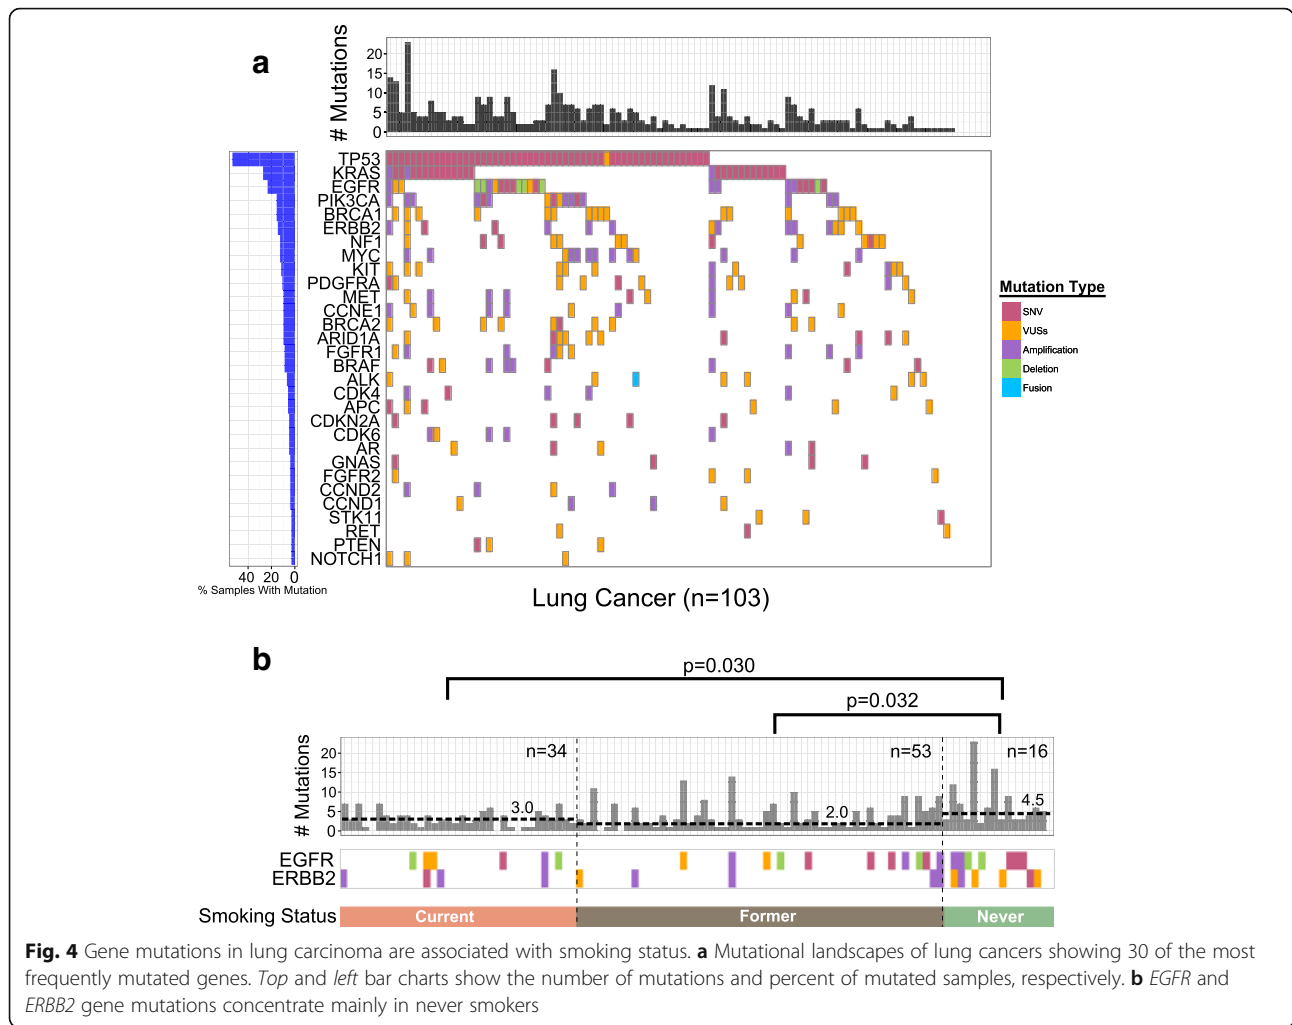 a
# Mutations
20
15
10
5
0
TP53
KRAS
EGFR
PIK3CA
BRCA1
ERBB2
NF1
MYC
KIT
PDGFRA
MET
CCNE1
BRCA2
ARID1A
FGFR1
BRAF
ALK
CDK4
APC
CDKN2A
CDK6
AR
GNAS
FGFR2
CCND2
CCND1
STK11
RET
PTEN
NOTCH1
40 20 0
% Samples With Mutation
Mutation Type
SNV
VUSs
Amplification
Deletion
Fusion
Lung Cancer (n=103)
b
p=0.030
p=0.032
# Mutations
20
15
10
5
0
n=34 n=53 n=16
3.0 2.0 4.5
EGFR
ERBB2
Smoking Status Current Former Never
Fig. 4 Gene mutations in lung carcinoma are associated with smoking status. a Mutational landscapes of lung cancers showing 30 of the most
frequently mutated genes. Top and left bar charts show the number of mutations and percent of mutated samples, respectively. b EGFR and
ERBB2 gene mutations concentrate mainly in never smokers